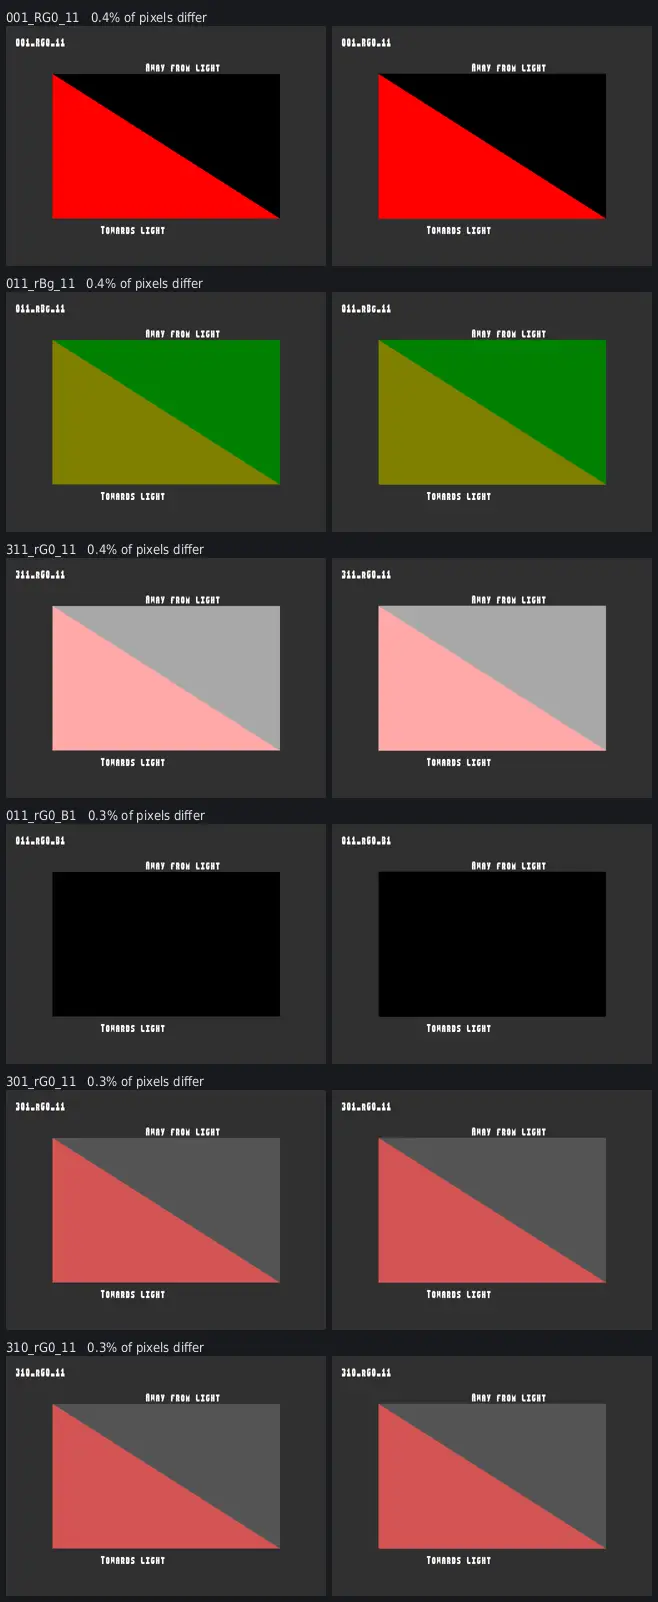 001_RG0_11 0.4% of pixels differ
001_RG0_11 001_RG0_11
Away from light Away from light
Towards light Towards light
011_rBg_11 0.4% of pixels differ
011_rBg_11 011_rBg_11
Away from light Away from light
Towards light Towards light
311_rG0_11 0.4% of pixels differ
311_rG0_11 311_rG0_11
Away from light Away from light
Towards light Towards light
011_rG0_B1 0.3% of pixels differ
011_rG0_B1 011_rG0_B1
Away from light Away from light
Towards light Towards light
301_rG0_11 0.3% of pixels differ
301_rG0_11 301_rG0_11
Away from light Away from light
Towards light Towards light
310_rG0_11 0.3% of pixels differ
310_rG0_11 310_rG0_11
Away from light Away from light
Towards light Towards light